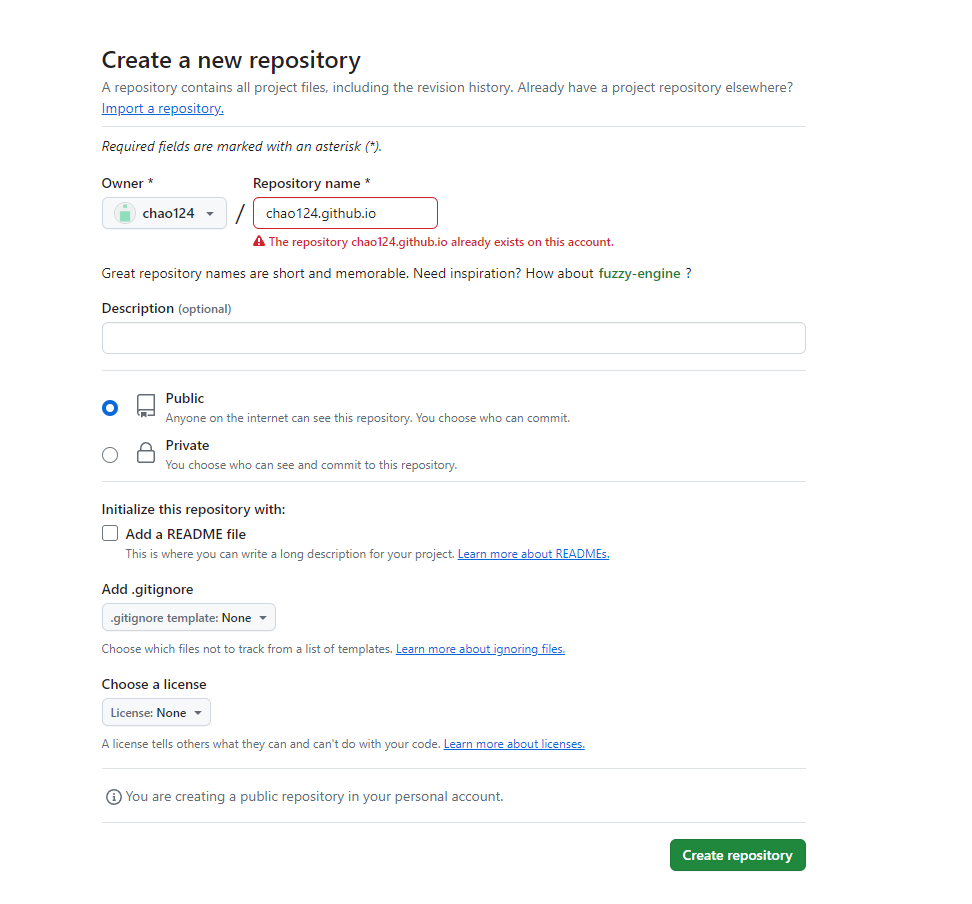 Create a new repository
A repository contains all project files, including the revision history. Already have a project repository elsewhere?
Import a repository.
Required fields are marked with an asterisk (*).
Owner * Repository name *
chao124 / chao124.github.io
The repository chao124.github.io already exists on this account.
Great repository names are short and memorable. Need inspiration? How about fuzzy-engine ?
Description (optional)
Public
Anyone on the internet can see this repository. You choose who can commit.
Private
You choose who can see and commit to this repository.
Initialize this repository with:
Add a README file
This is where you can write a long description for your project. Learn more about READMEs.
Add .gitignore
.gitignore template: None
Choose which files not to track from a list of templates. Learn more about ignoring files.
Choose a license
License: None
A license tells others what they can and can't do with your code. Learn more about licenses.
You are creating a public repository in your personal account.
Create repository